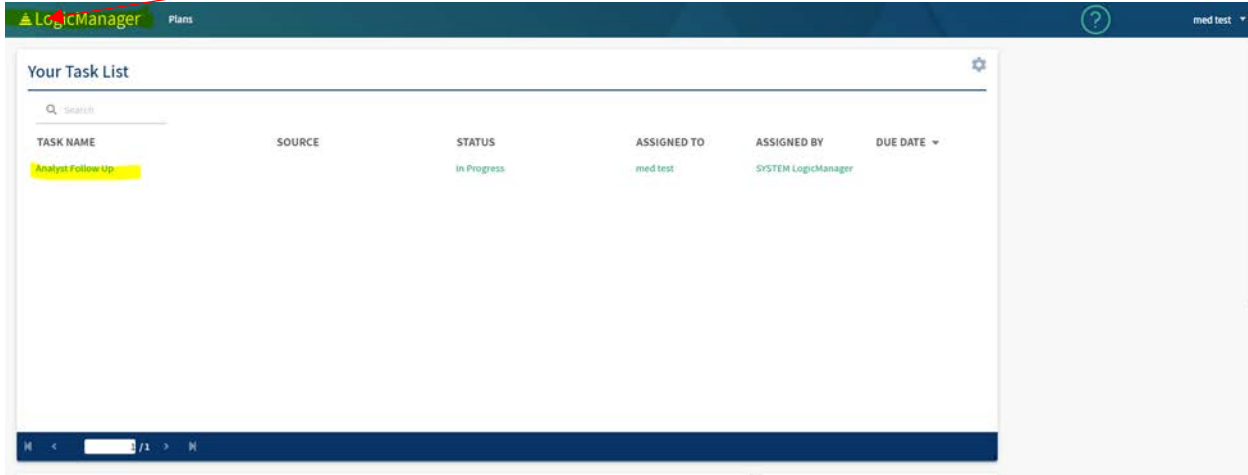 LogicManager Plans ? med test
Your Task List
Search
TASK NAME SOURCE STATUS ASSIGNED TO ASSIGNED BY DUE DATE
Analyst Follow Up In Progress med test SYSTEM LogicManager
1 /1